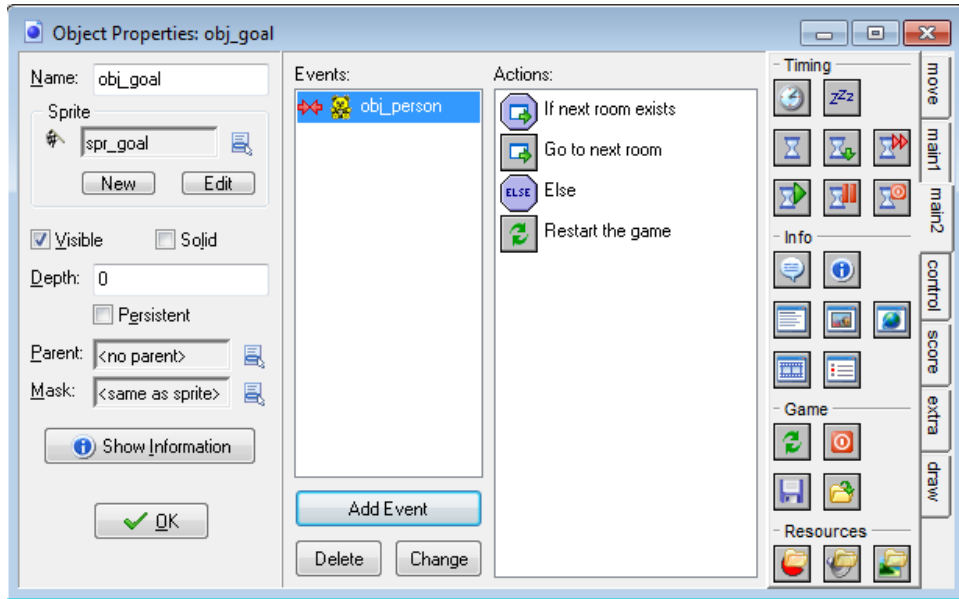 Object Properties: obj_goal
Name: obj_goal
Sprite
spr_goal
New Edit
Visible Solid
Depth: 0
Persistent
Parent: <no parent>
Mask: <same as sprite>
Show Information
OK
Events:
obj_person
Add Event
Delete Change
Actions:
If next room exists
Go to next room
ELSE Else
Restart the game
Timing
zZz
Info
Game
Resources
move
main1
main2
control
score
extra
draw